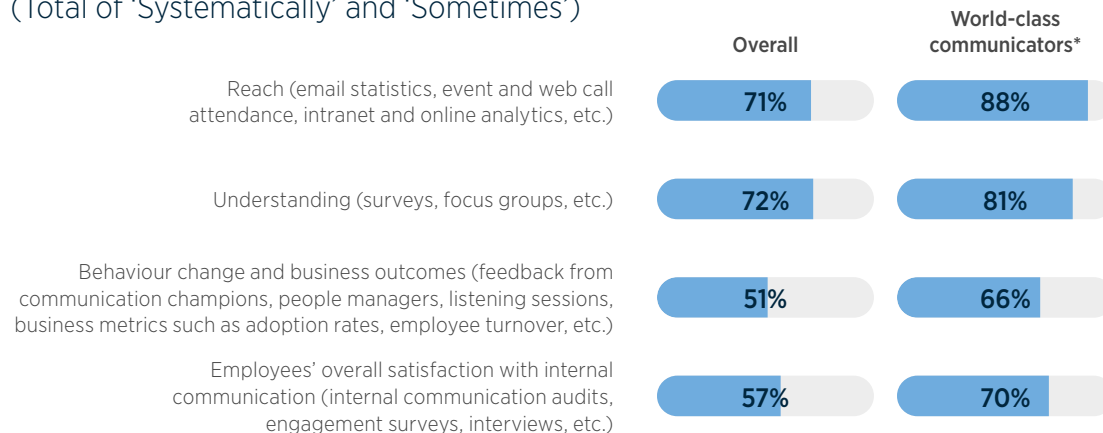 (Total of ‘Systematically’ and ‘Sometimes’)
Overall
World-class
communicators*
Reach (email statistics, event and web call
attendance, intranet and online analytics, etc.)
71%
88%
Understanding (surveys, focus groups, etc.)
72%
81%
Behaviour change and business outcomes (feedback from
communication champions, people managers, listening sessions,
business metrics such as adoption rates, employee turnover, etc.)
51%
66%
Employees’ overall satisfaction with internal
communication (internal communication audits,
engagement surveys, interviews, etc.)
57%
70%